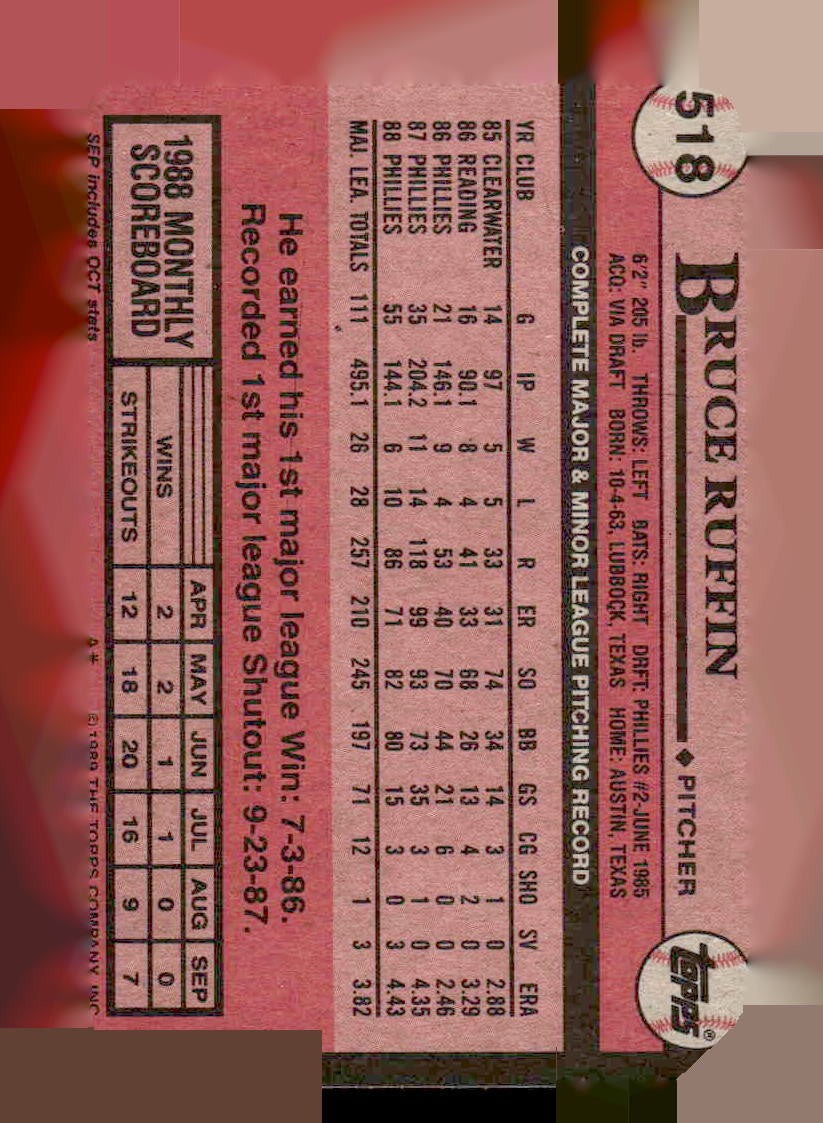 518
BRUCE RUFFIN ◆ PITCHER
topps®
6'2" 205 lb. THROWS: LEFT BATS: RIGHT DRFT: PHILLIES #2-JUNE 1985
ACQ: VIA DRAFT BORN: 10-4-63, LUBBOCK, TEXAS HOME: AUSTIN, TEXAS
COMPLETE MAJOR & MINOR LEAGUE PITCHING RECORD
YR CLUB G IP W L R ER SO BB GS CG SHO SV ERA
85 CLEARWATER 14 97 5 5 33 31 74 34 14 3 1 0 2.88
86 READING 16 90.1 8 4 41 33 68 26 13 4 2 0 3.29
86 PHILLIES 21 146.1 9 4 53 40 70 44 21 6 0 0 2.46
87 PHILLIES 35 204.2 11 14 118 99 93 73 35 3 1 0 4.35
88 PHILLIES 55 144.1 6 10 86 71 82 80 15 3 0 3 4.43
MAJ. LEA. TOTALS 111 495.1 26 28 257 210 245 197 71 12 1 3 3.82
He earned his 1st major league Win: 7-3-86.
Recorded 1st major league Shutout: 9-23-87.
1988 MONTHLY
SCOREBOARD
APR MAY JUN JUL AUG SEP
WINS 2 2 1 1 0 0
STRIKEOUTS 12 18 20 16 9 7
SEP includes OCT stats A* © 1989 THE TOPPS COMPANY, INC.